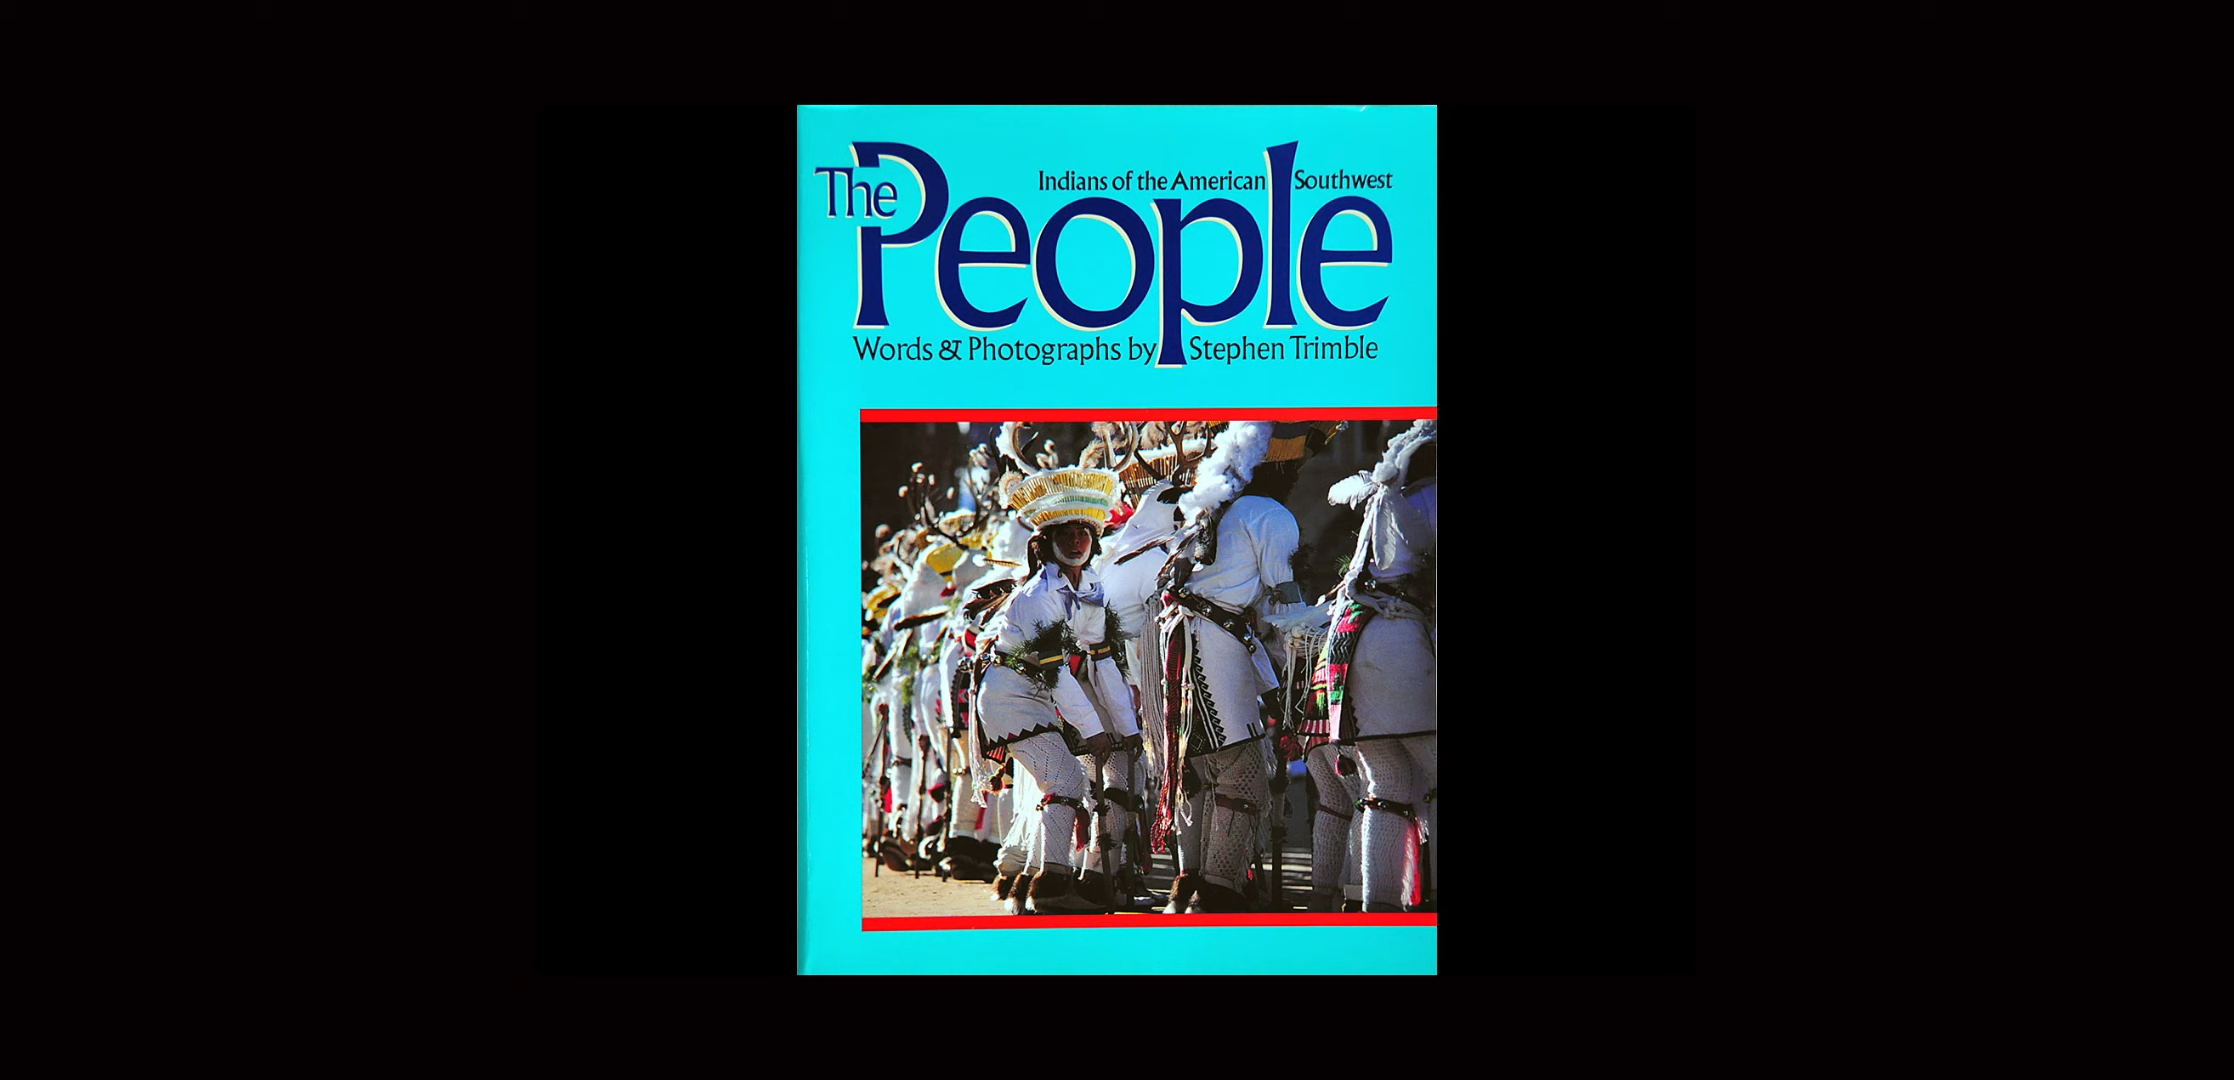 The People
Indians of the American Southwest
Words & Photographs by Stephen Trimble